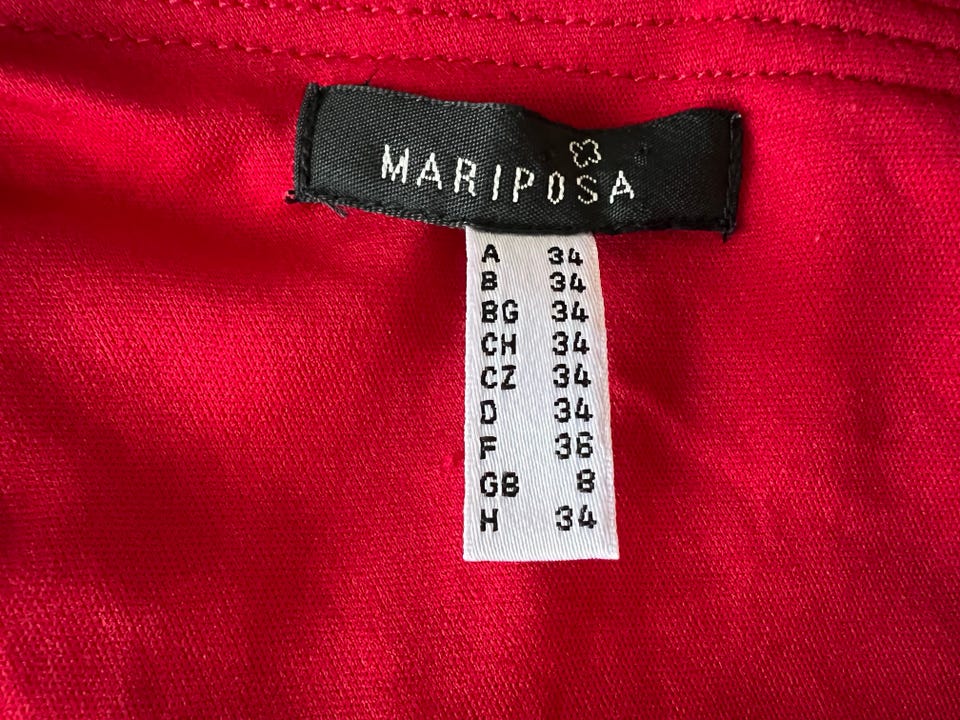 MARIPOSA
A 34
B 34
BG 34
CH 34
CZ 34
D 34
F 36
GB 8
H 34